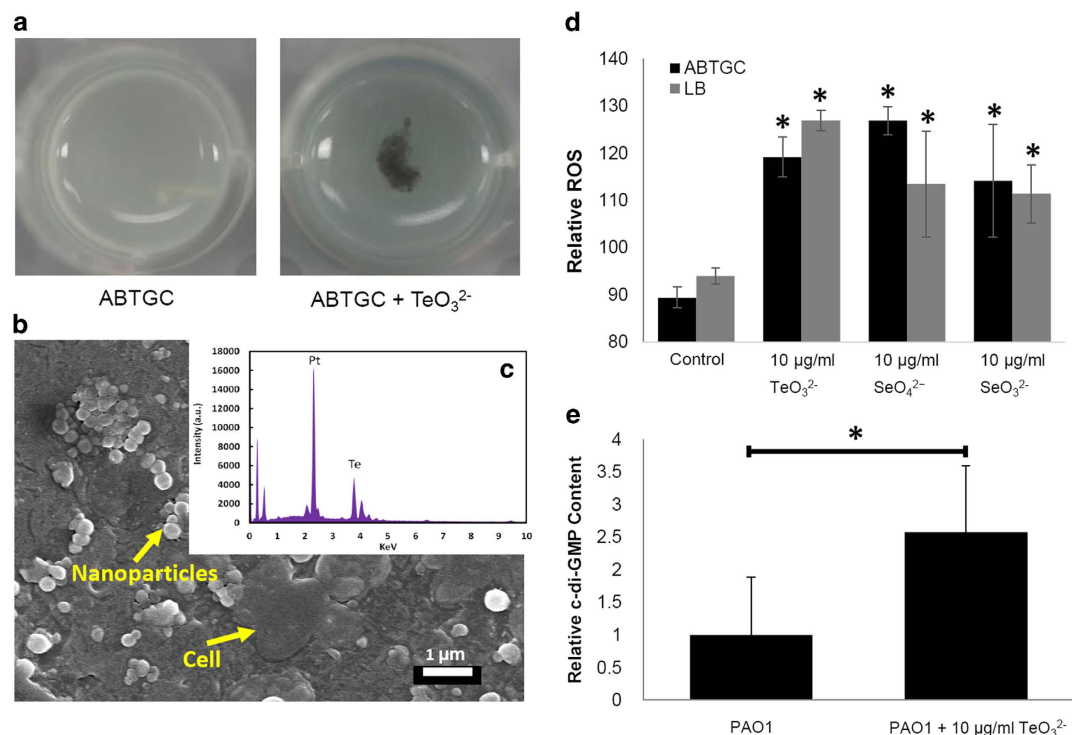 a
ABTGC
ABTGC + TeO₃²⁻
b
c
18000
16000
14000
12000
10000
8000
6000
4000
2000
0
Intensity (a.u.)
Pt
Te
0 1 2 3 4 5 6 7 8 9 10
KeV
Nanoparticles
Cell
1 µm
d
ABTGC
LB
140
130
120
110
100
90
80
Relative ROS
* * * * * *
Control
10 µg/ml
TeO₃²⁻
10 µg/ml
SeO₄²⁻
10 µg/ml
SeO₃²⁻
e
4
3.5
3
2.5
2
1.5
1
0.5
0
Relative c-di-GMP Content
*
PAO1
PAO1 + 10 µg/ml TeO₃²⁻